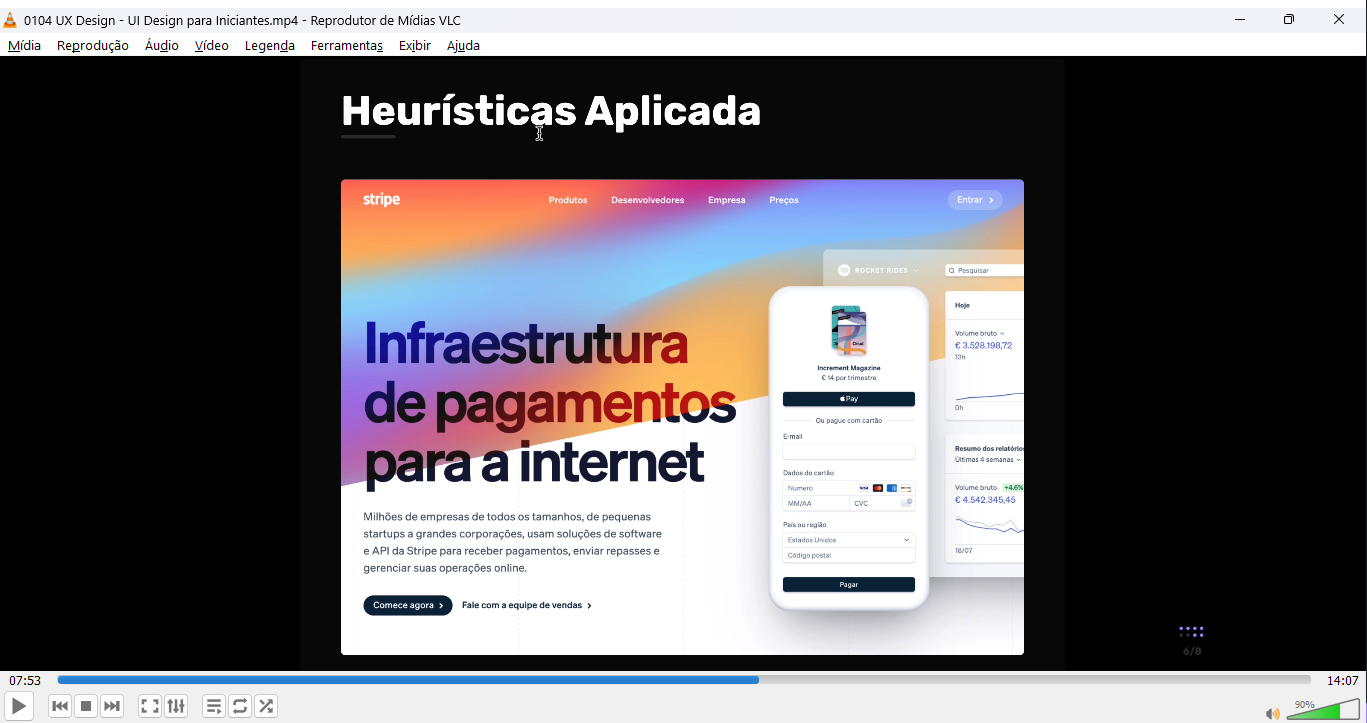 0104 UX Design - UI Design para Iniciantes.mp4 - Reprodutor de Mídias VLC
Mídia Reprodução Áudio Vídeo Legenda Ferramentas Exibir Ajuda
Heurísticas Aplicada
stripe Produtos Desenvolvedores Empresa Preços Entrar
ROCKET RIDES Pesquisar
Hoje
Volume bruto
€ 3.528.198,72
13h
0h
Resumo dos relatórios
Últimas 4 semanas
Volume bruto +4.6%
€ 4.542.345,45
18/07
Infraestrutura
de pagamentos
para a internet
Milhões de empresas de todos os tamanhos, de pequenas
startups a grandes corporações, usam soluções de software
e API da Stripe para receber pagamentos, enviar repasses e
gerenciar suas operações online.
Comece agora Fale com a equipe de vendas
Increment Magazine
€ 14 por trimestre
Pay
Ou pague com cartão
E-mail
Dados do cartão
Número VISA
MM/AA CVC
País ou região
Estados Unidos
Código postal
Pagar
6/8
07:53 14:07
90%